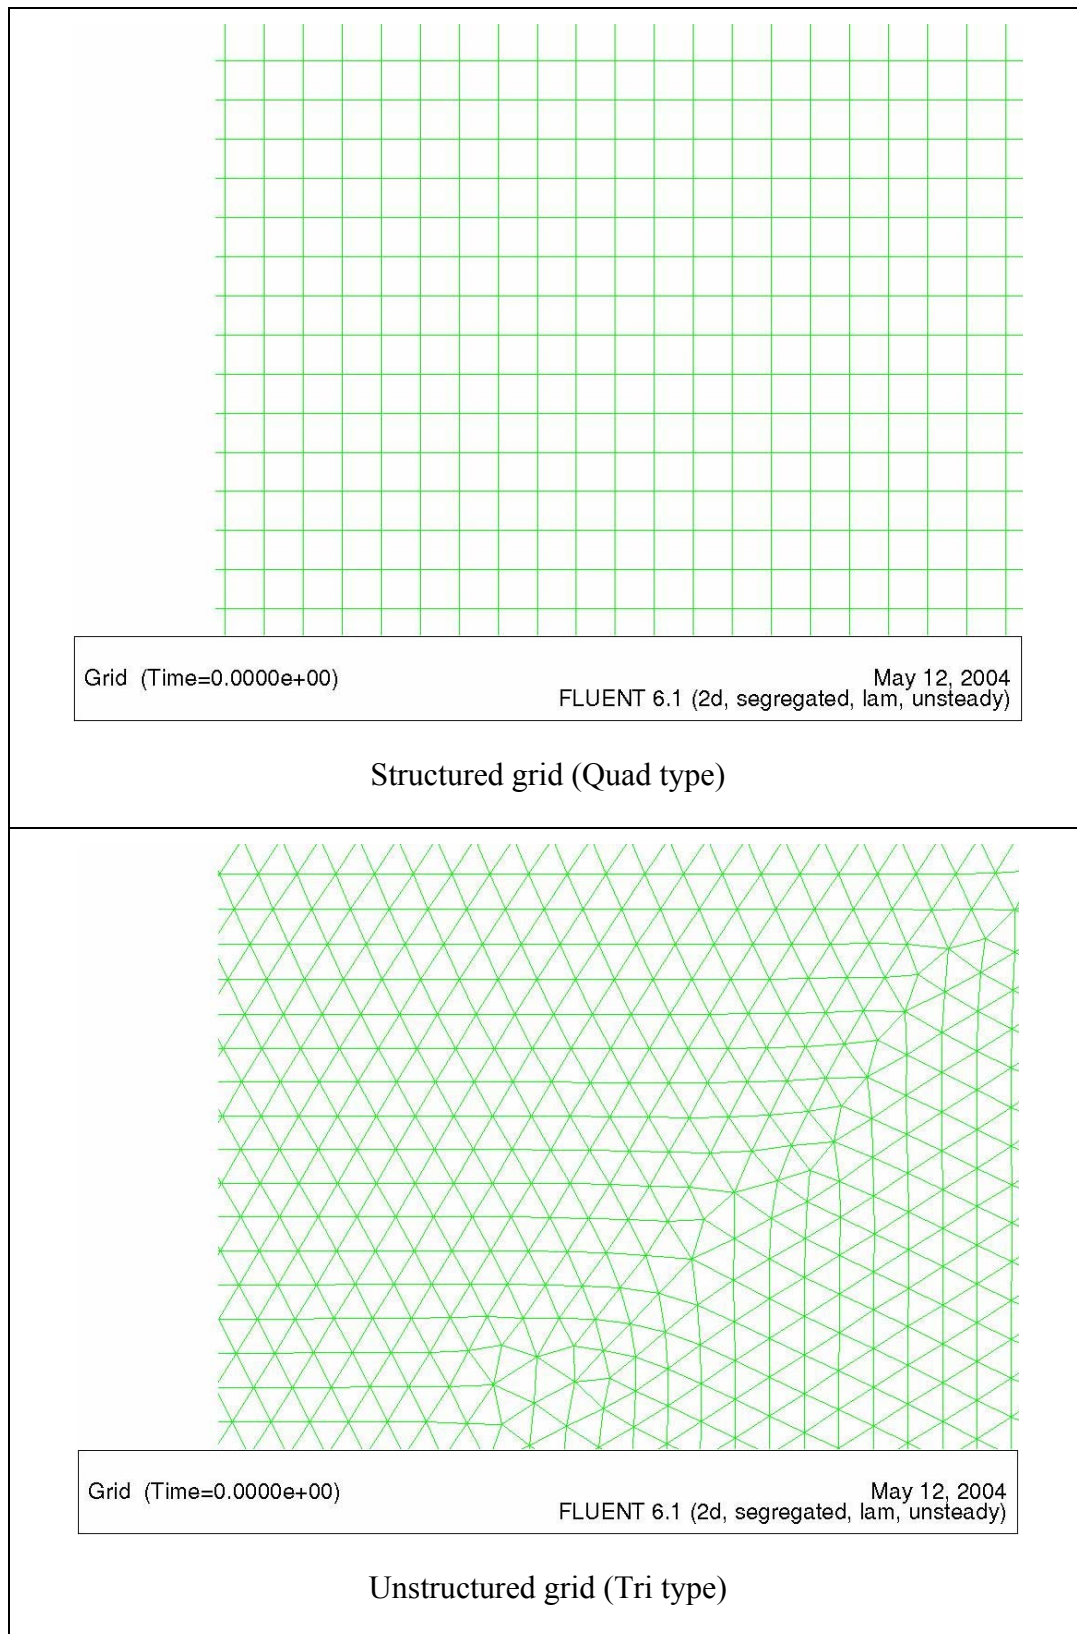 Grid (Time=0.0000e+00)
May 12, 2004
FLUENT 6.1 (2d, segregated, lam, unsteady)
Structured grid (Quad type)
Grid (Time=0.0000e+00)
May 12, 2004
FLUENT 6.1 (2d, segregated, lam, unsteady)
Unstructured grid (Tri type)